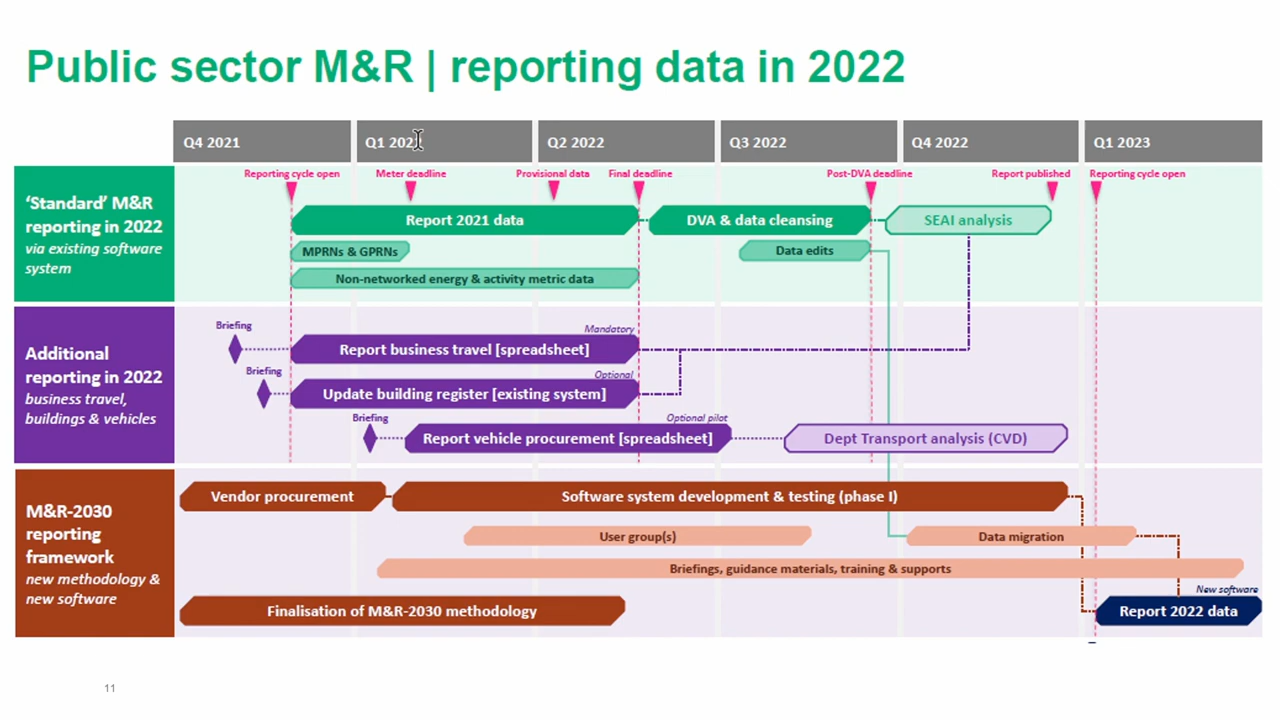 Public sector M&R | reporting data in 2022
Q4 2021
Q1 202
Q2 2022
Q3 2022
Q4 2022
Q1 2023
‘Standard’ M&R
reporting in 2022
via existing software
system
Reporting cycle open
Meter deadline
Provisional data
Final deadline
Post-DVA deadline
Report published
Reporting cycle open
Report 2021 data
DVA & data cleansing
SEAI analysis
MPRNs & GPRNs
Data edits
Non-networked energy & activity metric data
Additional
reporting in 2022
business travel,
buildings & vehicles
Briefing
Mandatory
Report business travel [spreadsheet]
Briefing
Optional
Update building register [existing system]
Briefing
Optional pilot
Report vehicle procurement [spreadsheet]
Dept Transport analysis (CVD)
M&R-2030
reporting
framework
new methodology &
new software
Vendor procurement
Software system development & testing (phase I)
User group(s)
Data migration
Briefings, guidance materials, training & supports
New software
Finalisation of M&R-2030 methodology
Report 2022 data
11